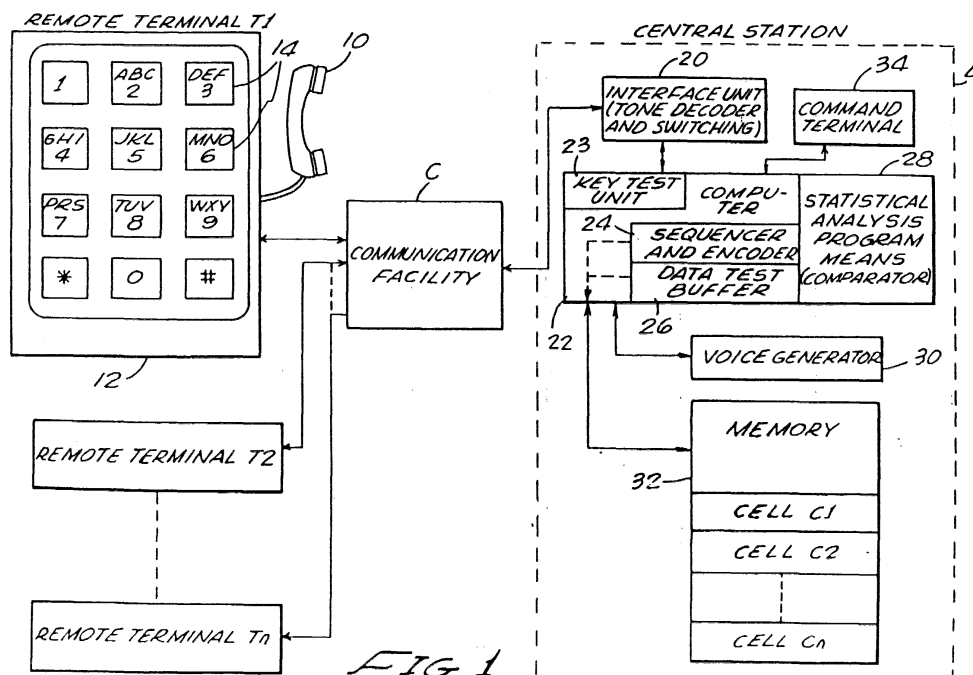 REMOTE TERMINAL T1
14
10
1
ABC
2
DEF
3
GHI
4
JKL
5
MNO
6
PRS
7
TUV
8
WXY
9
*
0
#
12
C
COMMUNICATION
FACILITY
REMOTE TERMINAL T2
REMOTE TERMINAL Tn
CENTRAL STATION
20
INTERFACE UNIT
(TONE DECODER
AND SWITCHING)
34
COMMAND
TERMINAL
23
KEY TEST
UNIT
COMPU-
TER
28
STATISTICAL
ANALYSIS
PROGRAM
MEANS
(COMPARATOR)
24
SEQUENCER
AND ENCODER
DATA TEST
BUFFER
22
26
VOICE GENERATOR
30
MEMORY
32
CELL C1
CELL C2
CELL Cn
FIG 1